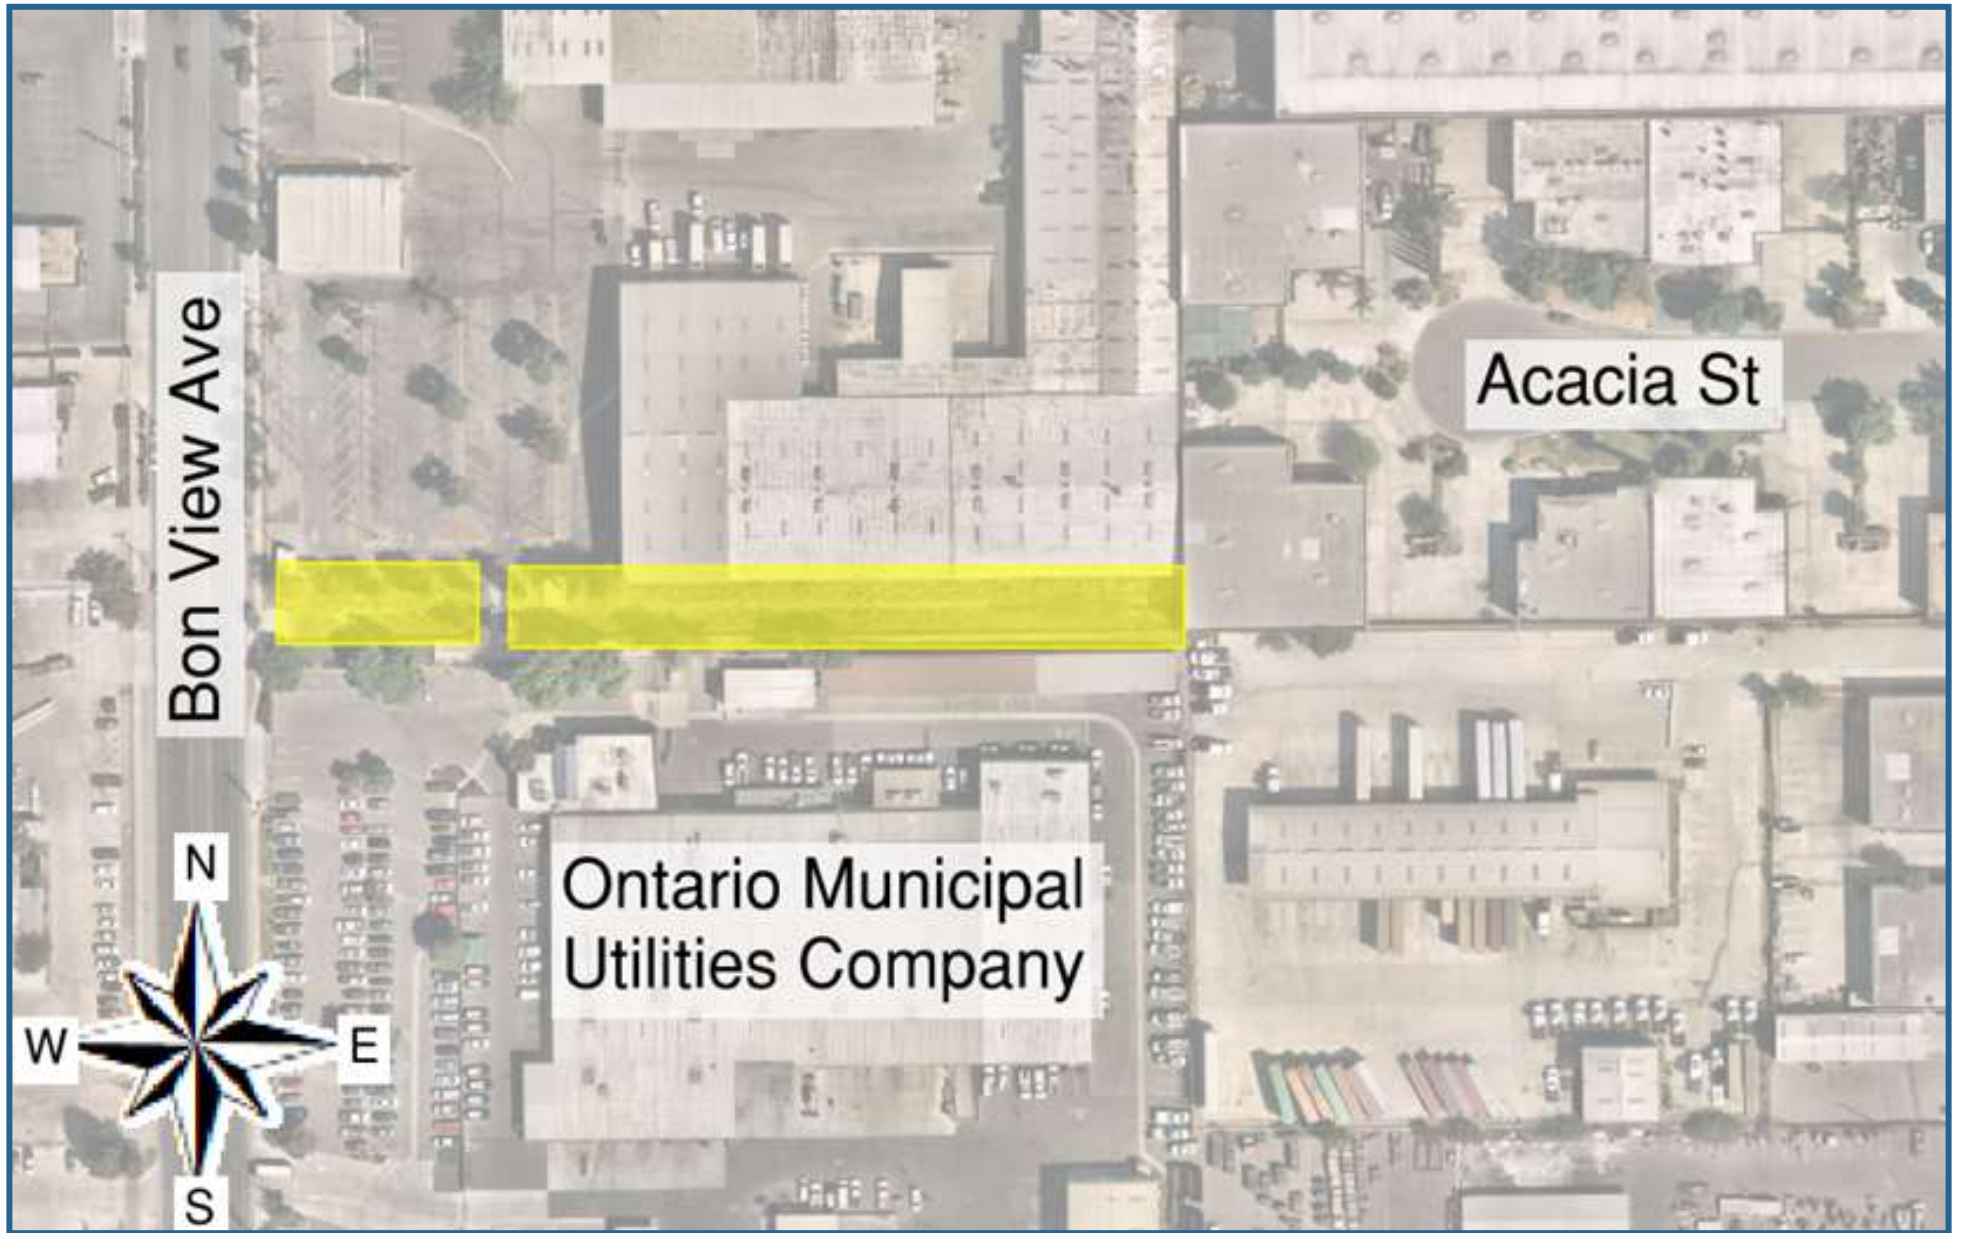 Bon View Ave
Acacia St
Ontario Municipal
Utilities Company
N
W
E
S